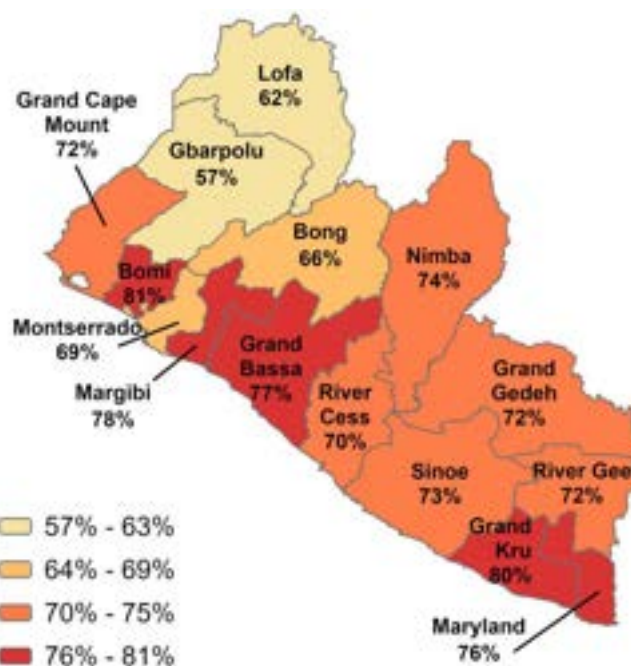 Lofa
62%
Grand Cape
Mount
72%
Gbarpolu
57%
Bong
66%
Nimba
74%
Bomi
81%
Montserrado
69%
Grand
Bassa
77%
Margibi
78%
River
Cess
70%
Grand
Gedeh
72%
Sinoe
73%
River Gee
72%
Grand
Kru
80%
Maryland
76%
57% - 63%
64% - 69%
70% - 75%
76% - 81%